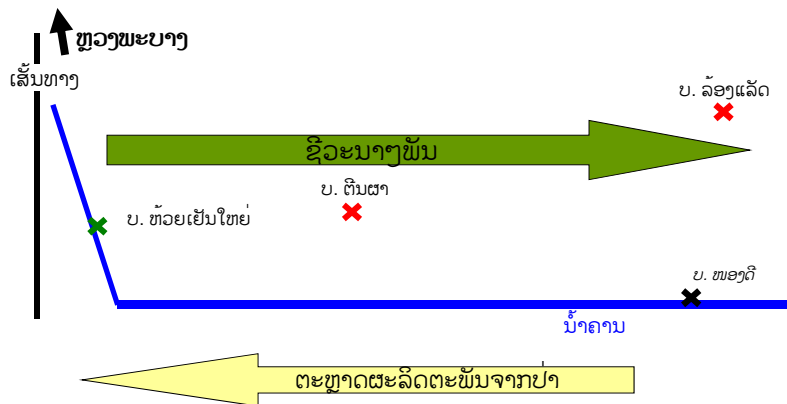 ຫຼວງພະບາງ
ເສັ້ນທາງ
ບ. ລ້ອງແລັດ
ຊີວະນາໆພັນ
ບ. ຕີນຜາ
ບ. ຫ້ວຍເຢັນໃຫຍ່
ບ. ໜອງດີ
ນ້ຳຄານ
ຕະຫຼາດຜະລິດຕະພັນຈາກປ່າ